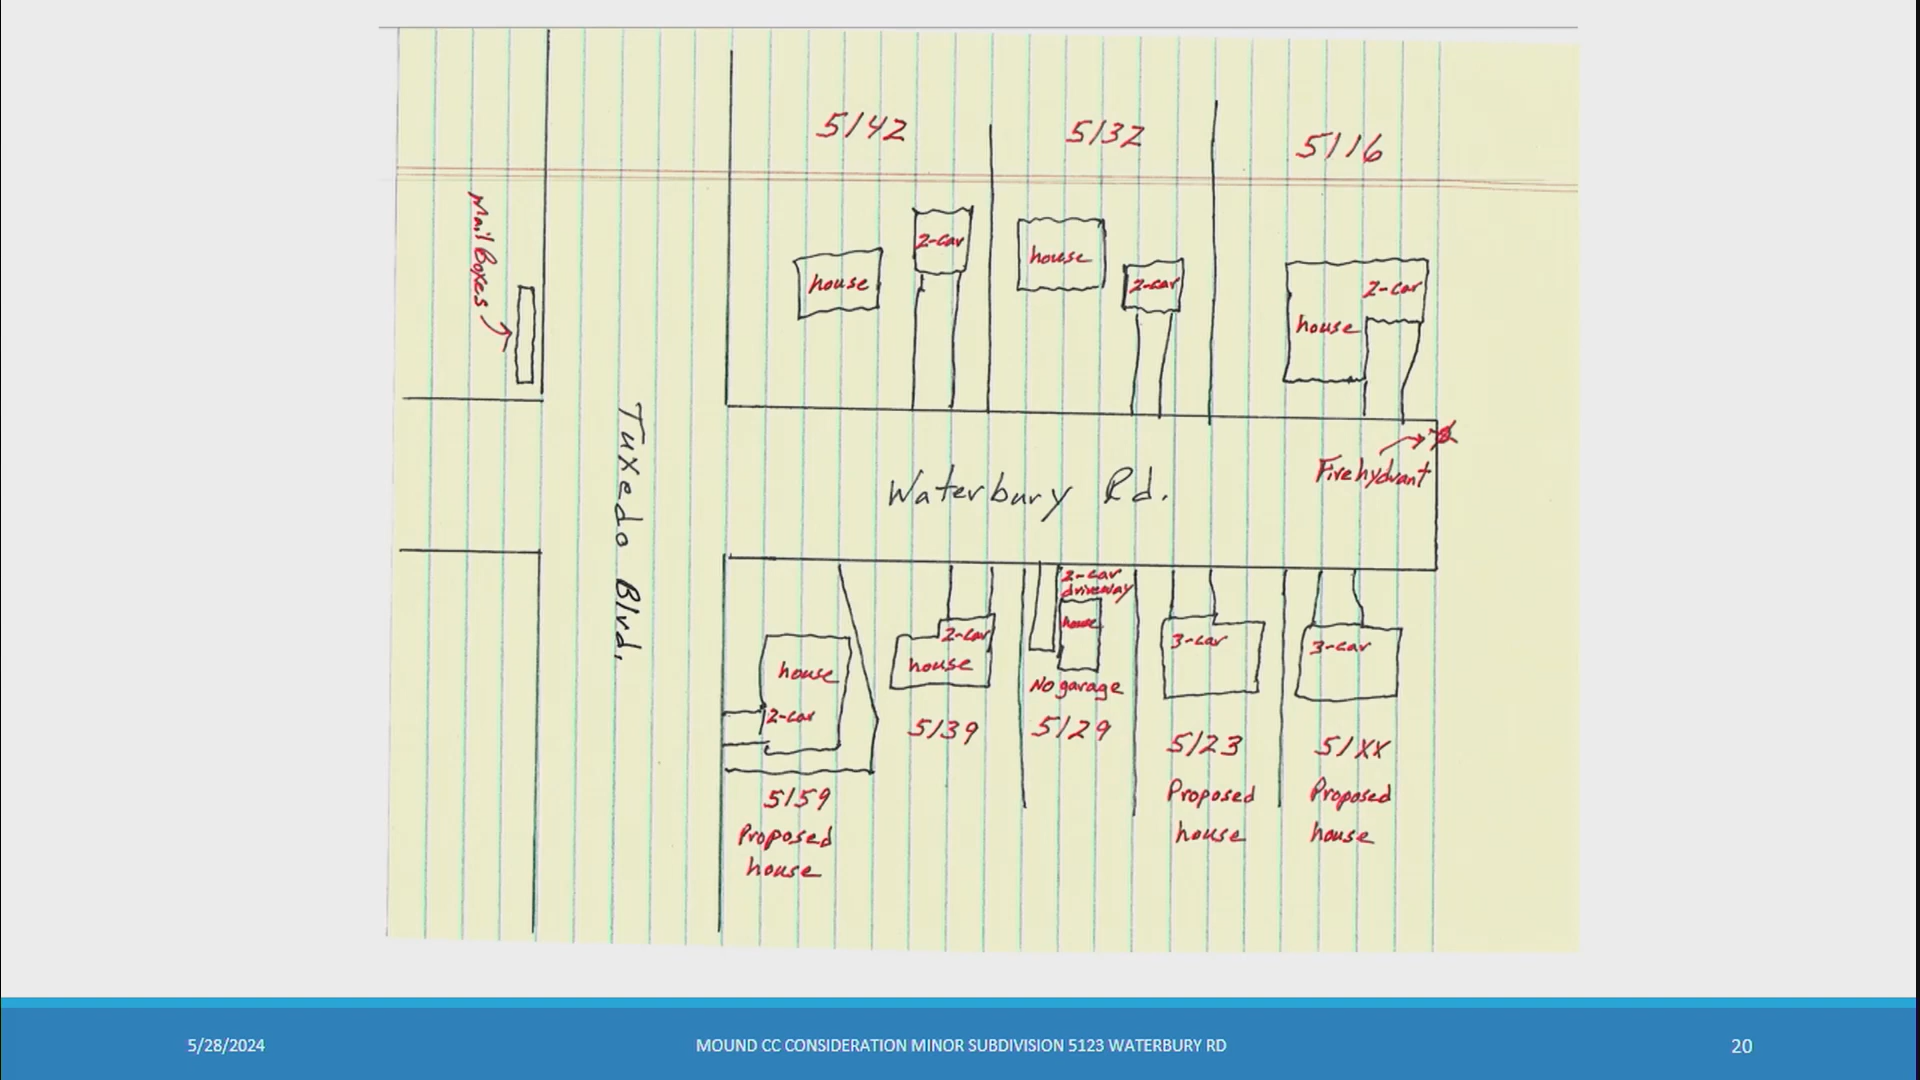 5142
5132
5116
Mail Boxes
2-car
house
house
2-car
2-car
house
Tuxedo Blvd.
Waterbury Rd.
Fire hydrant
2-car
driveway
house
2-car
house
3-car
3-car
house
2-car
No garage
5139
5129
5123
Proposed
house
51XX
Proposed
house
5159
Proposed
house
5/28/2024
MOUND CC CONSIDERATION MINOR SUBDIVISION 5123 WATERBURY RD
20